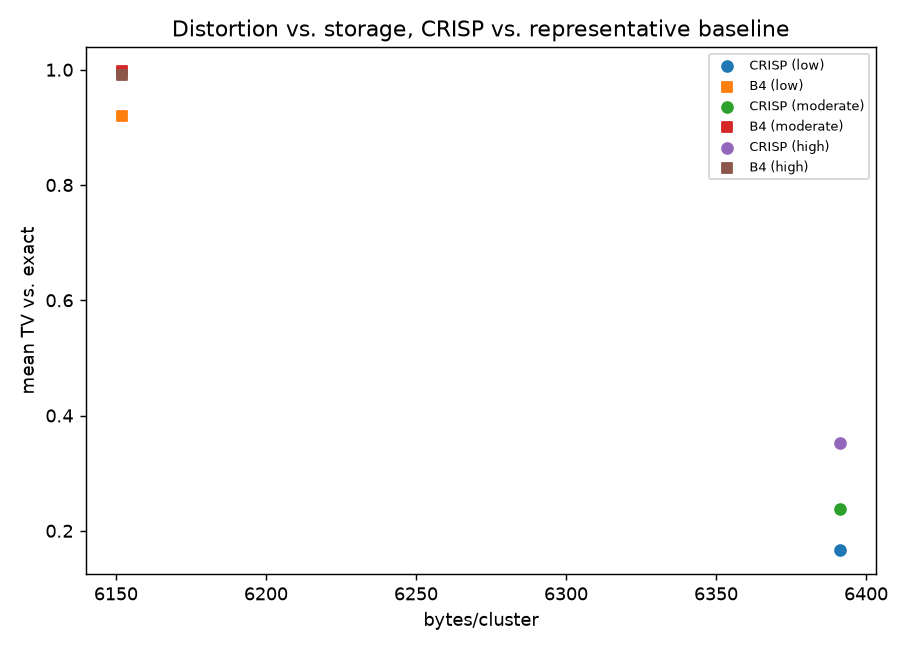 Distortion vs. storage, CRISP vs. representative baseline
CRISP (low)
B4 (low)
CRISP (moderate)
B4 (moderate)
CRISP (high)
B4 (high)
mean TV vs. exact
1.0
0.8
0.6
0.4
0.2
6150 6200 6250 6300 6350 6400
bytes/cluster